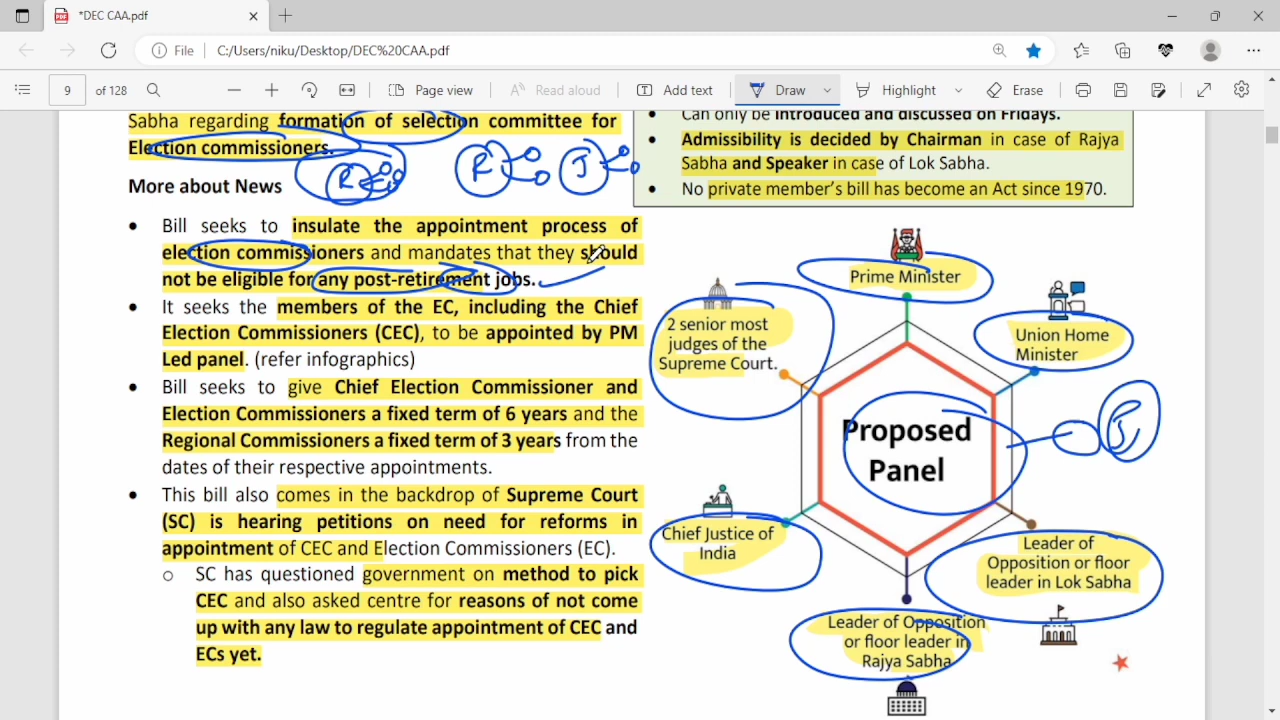 *DEC CAA.pdf
File C:/Users/niku/Desktop/DEC%20CAA.pdf
9 of 128 Page view Read aloud Add text Draw Highlight Erase
Sabha regarding formation of selection committee for
Election commissioners.
More about News
• Bill seeks to insulate the appointment process of
election commissioners and mandates that they should
not be eligible for any post-retirement jobs.
• It seeks the members of the EC, including the Chief
Election Commissioners (CEC), to be appointed by PM
Led panel. (refer infographics)
• Bill seeks to give Chief Election Commissioner and
Election Commissioners a fixed term of 6 years and the
Regional Commissioners a fixed term of 3 years from the
dates of their respective appointments.
• This bill also comes in the backdrop of Supreme Court
(SC) is hearing petitions on need for reforms in
appointment of CEC and Election Commissioners (EC).
o SC has questioned government on method to pick
CEC and also asked centre for reasons of not come
up with any law to regulate appointment of CEC and
ECs yet.
• Can only be introduced and discussed on Fridays.
• Admissibility is decided by Chairman in case of Rajya
Sabha and Speaker in case of Lok Sabha.
• No private member's bill has become an Act since 1970.
Prime Minister
2 senior most
judges of the
Supreme Court.
Union Home
Minister
Proposed
Panel
Chief Justice of
India
Leader of
Opposition or floor
leader in Lok Sabha
Leader of Opposition
or floor leader in
Rajya Sabha